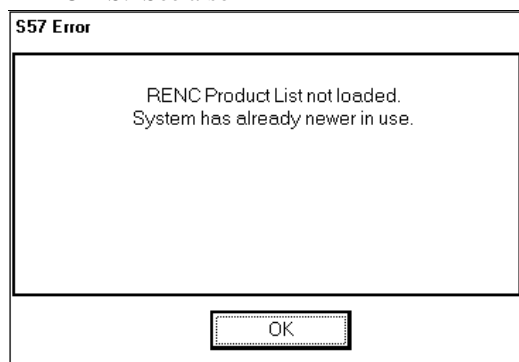 S57 Error
RENC Product List not loaded.
System has already newer in use.
OK